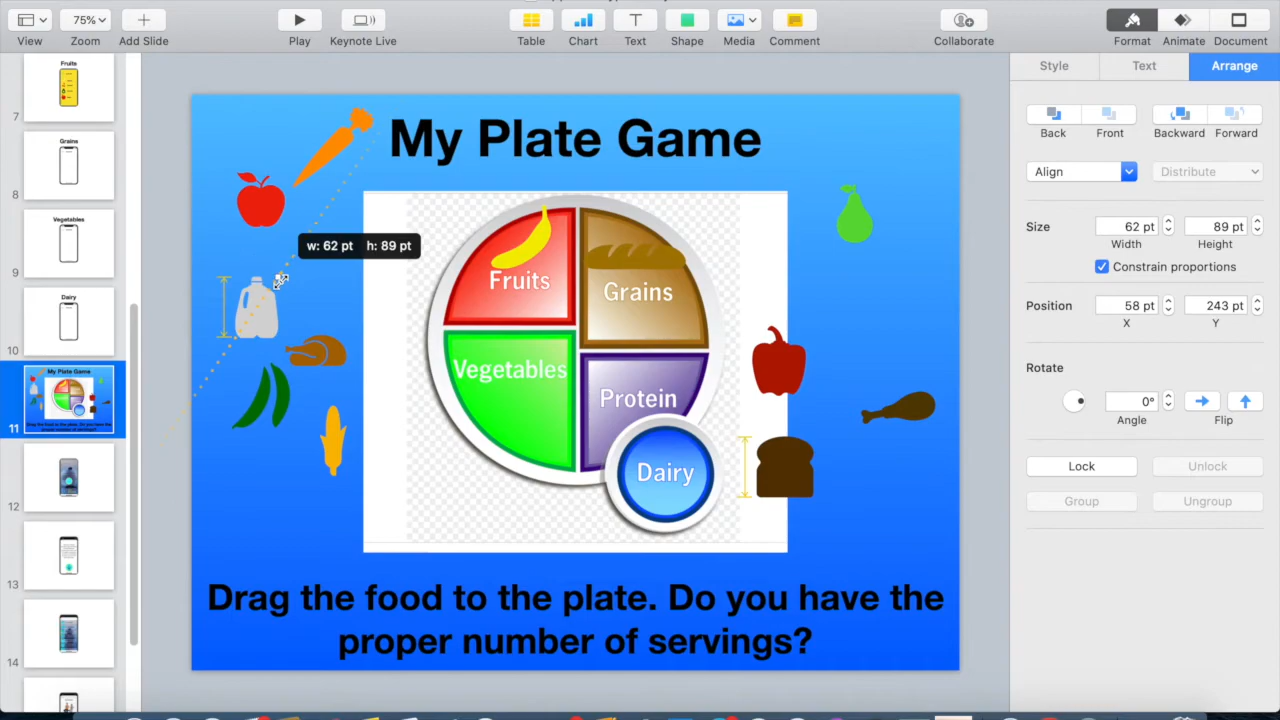 75%
View
Zoom
Add Slide
Play
Keynote Live
Table
Chart
Text
Shape
Media
Comment
Collaborate
Format
Animate
Document
Fruits
7
Grains
8
Vegetables
9
Dairy
10
My Plate Game
11
12
13
14
My Plate Game
w: 62 pt h: 89 pt
Fruits
Grains
Vegetables
Protein
Dairy
Drag the food to the plate. Do you have the
proper number of servings?
Style
Text
Arrange
Back
Front
Backward
Forward
Align
Distribute
Size
62 pt
89 pt
Width
Height
Constrain proportions
Position
58 pt
243 pt
X
Y
Rotate
0°
Angle
Flip
Lock
Unlock
Group
Ungroup